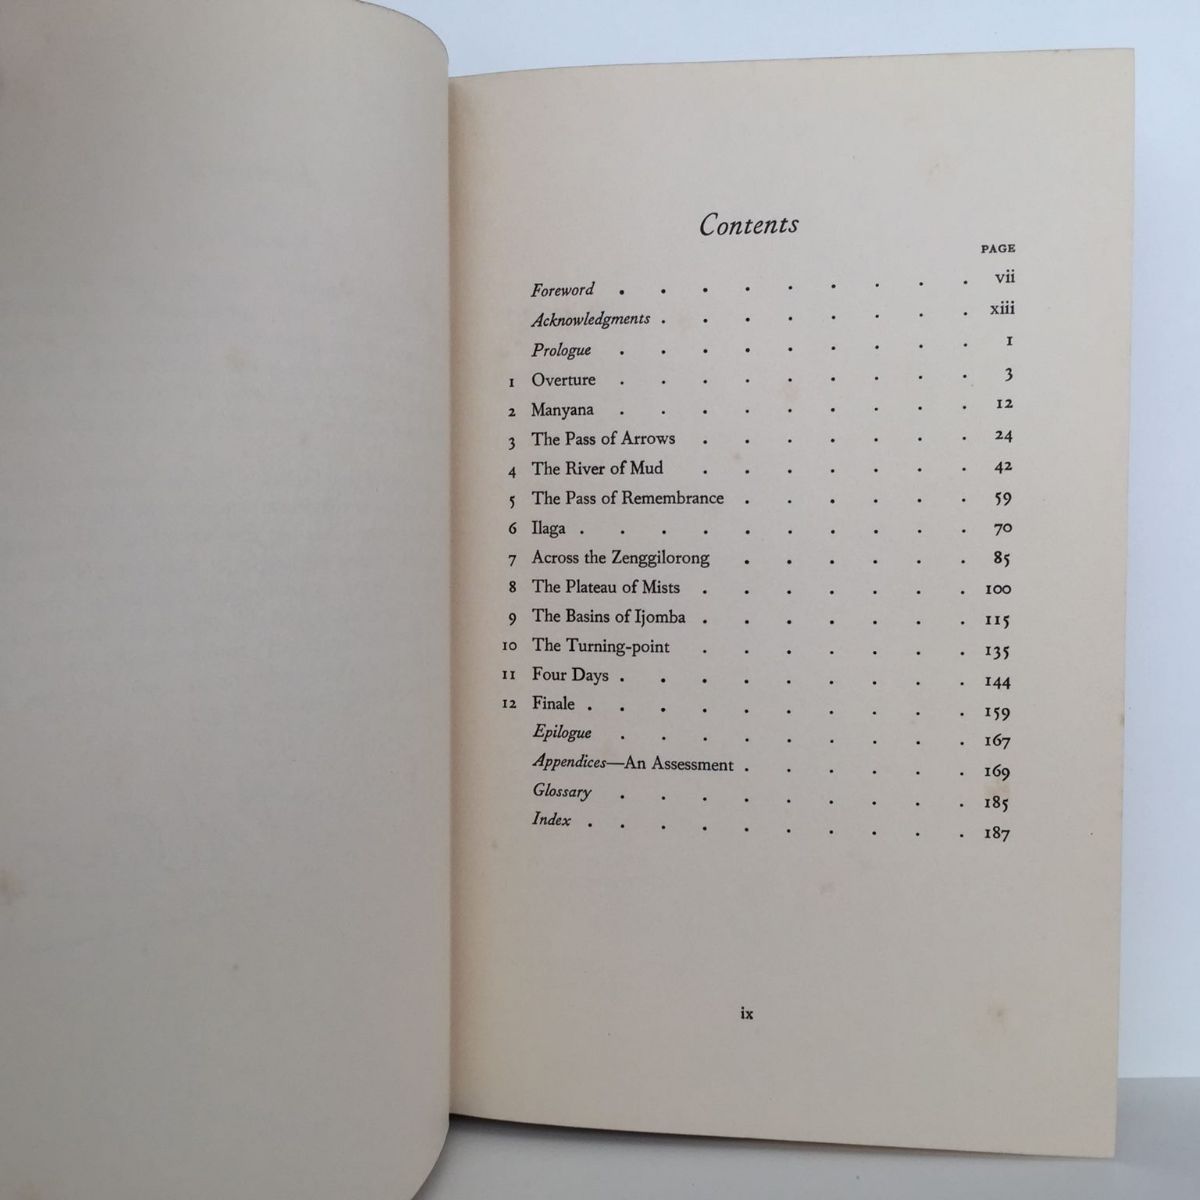 Contents
PAGE
Foreword . . . . . . . . . vii
Acknowledgments . . . . . . . . xiii
Prologue . . . . . . . . . 1
1 Overture . . . . . . . . . 3
2 Manyana . . . . . . . . . 12
3 The Pass of Arrows . . . . . . . 24
4 The River of Mud . . . . . . . 42
5 The Pass of Remembrance . . . . . . 59
6 Ilaga . . . . . . . . . . 70
7 Across the Zenggilorong . . . . . . 85
8 The Plateau of Mists . . . . . . . 100
9 The Basins of Ijomba . . . . . . . 115
10 The Turning-point . . . . . . . 135
11 Four Days . . . . . . . . . 144
12 Finale . . . . . . . . . . 159
Epilogue . . . . . . . . . 167
Appendices—An Assessment . . . . . . 169
Glossary . . . . . . . . . 185
Index . . . . . . . . . . 187
ix